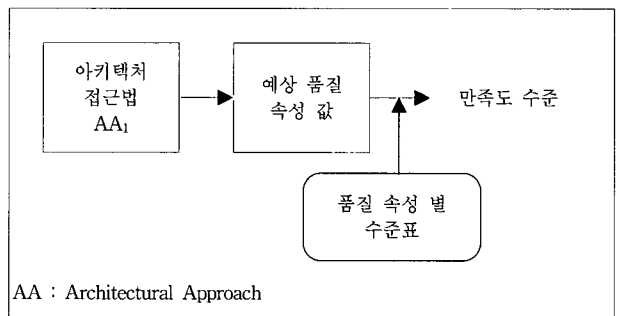 아키텍처
접근법
AA₁
예상 품질
속성 값
만족도 수준
품질 속성 별
수준표
AA : Architectural Approach